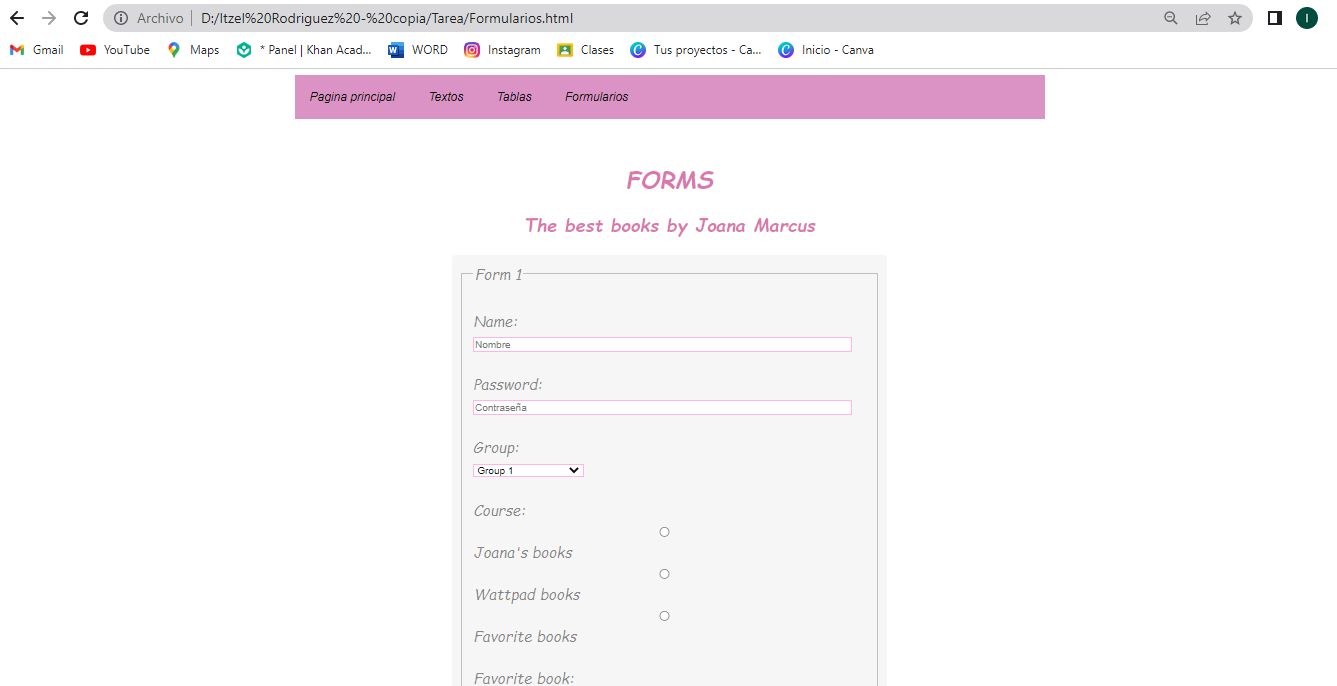 Archivo D:/Itzel%20Rodriguez%20-%20copia/Tarea/Formularios.html I
Gmail YouTube Maps * Panel | Khan Acad... WORD Instagram Clases Tus proyectos - Ca... Inicio - Canva
Pagina principal Textos Tablas Formularios
FORMS
The best books by Joana Marcus
Form 1
Name:
Nombre
Password:
Contraseña
Group:
Group 1
Course:
Joana's books
Wattpad books
Favorite books
Favorite book: